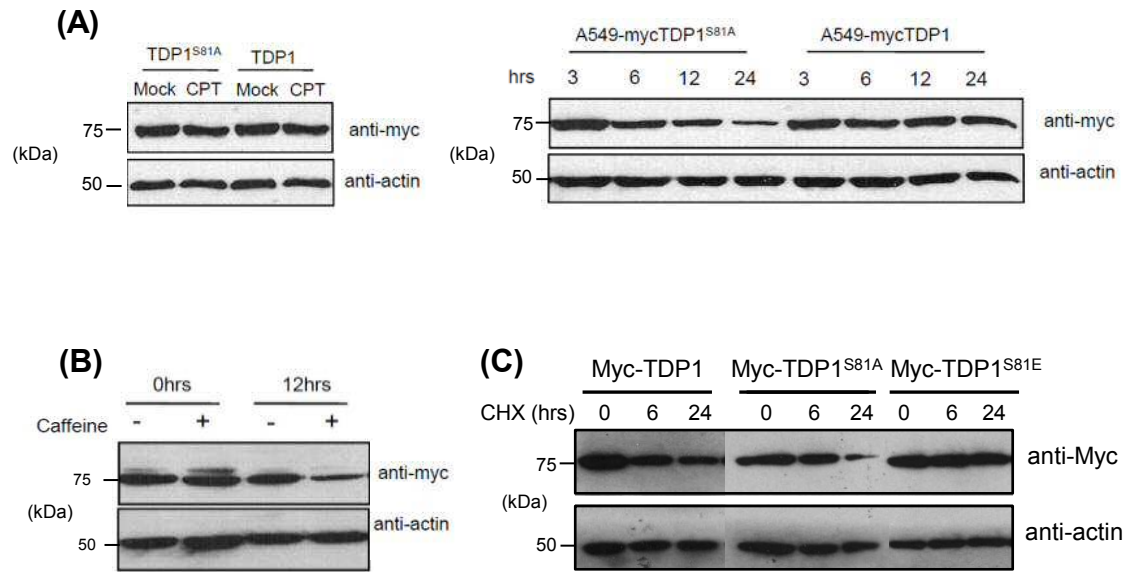 (A)
TDP1S81A TDP1
Mock CPT Mock CPT
75
anti-myc
(kDa)
50
anti-actin
A549-mycTDP1S81A A549-mycTDP1
hrs 3 6 12 24 3 6 12 24
75
anti-myc
(kDa)
50
anti-actin
(B)
0hrs 12hrs
Caffeine - + - +
75
anti-myc
(kDa)
50
anti-actin
(C)
Myc-TDP1 Myc-TDP1S81A Myc-TDP1S81E
CHX (hrs) 0 6 24 0 6 24 0 6 24
75
anti-Myc
(kDa)
50
anti-actin